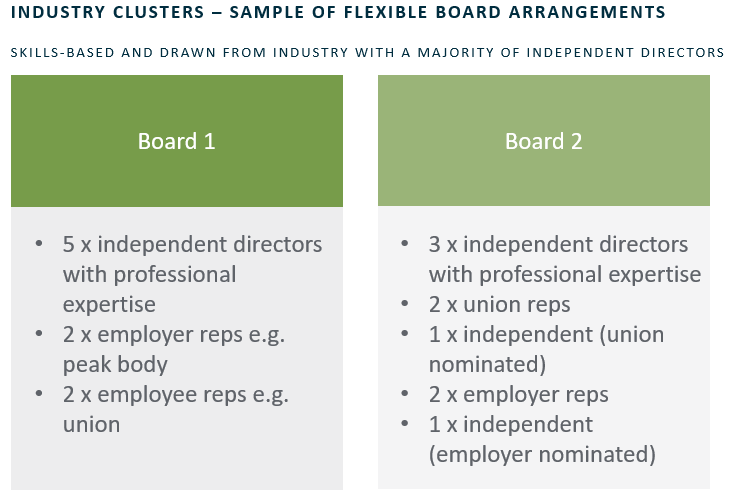 INDUSTRY CLUSTERS – SAMPLE OF FLEXIBLE BOARD ARRANGEMENTS
SKILLS-BASED AND DRAWN FROM INDUSTRY WITH A MAJORITY OF INDEPENDENT DIRECTORS
Board 1
• 5 x independent directors
with professional
expertise
• 2 x employer reps e.g.
peak body
• 2 x employee reps e.g.
union
Board 2
• 3 x independent directors
with professional expertise
• 2 x union reps
• 1 x independent (union
nominated)
• 2 x employer reps
• 1 x independent
(employer nominated)